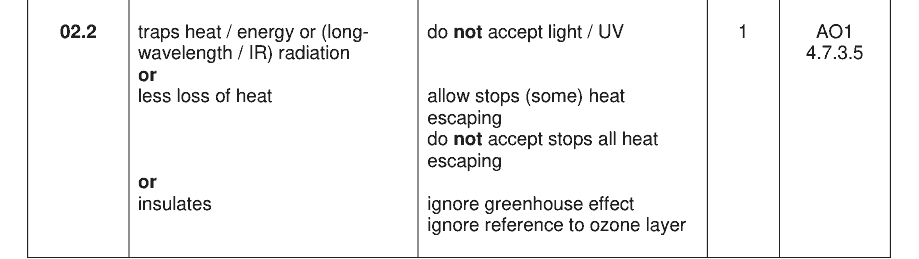 02.2 traps heat / energy or (long- do not accept light / UV 1 AO1
wavelength / IR) radiation 4.7.3.5
or
less loss of heat allow stops (some) heat
escaping
do not accept stops all heat
escaping
or
insulates ignore greenhouse effect
ignore reference to ozone layer